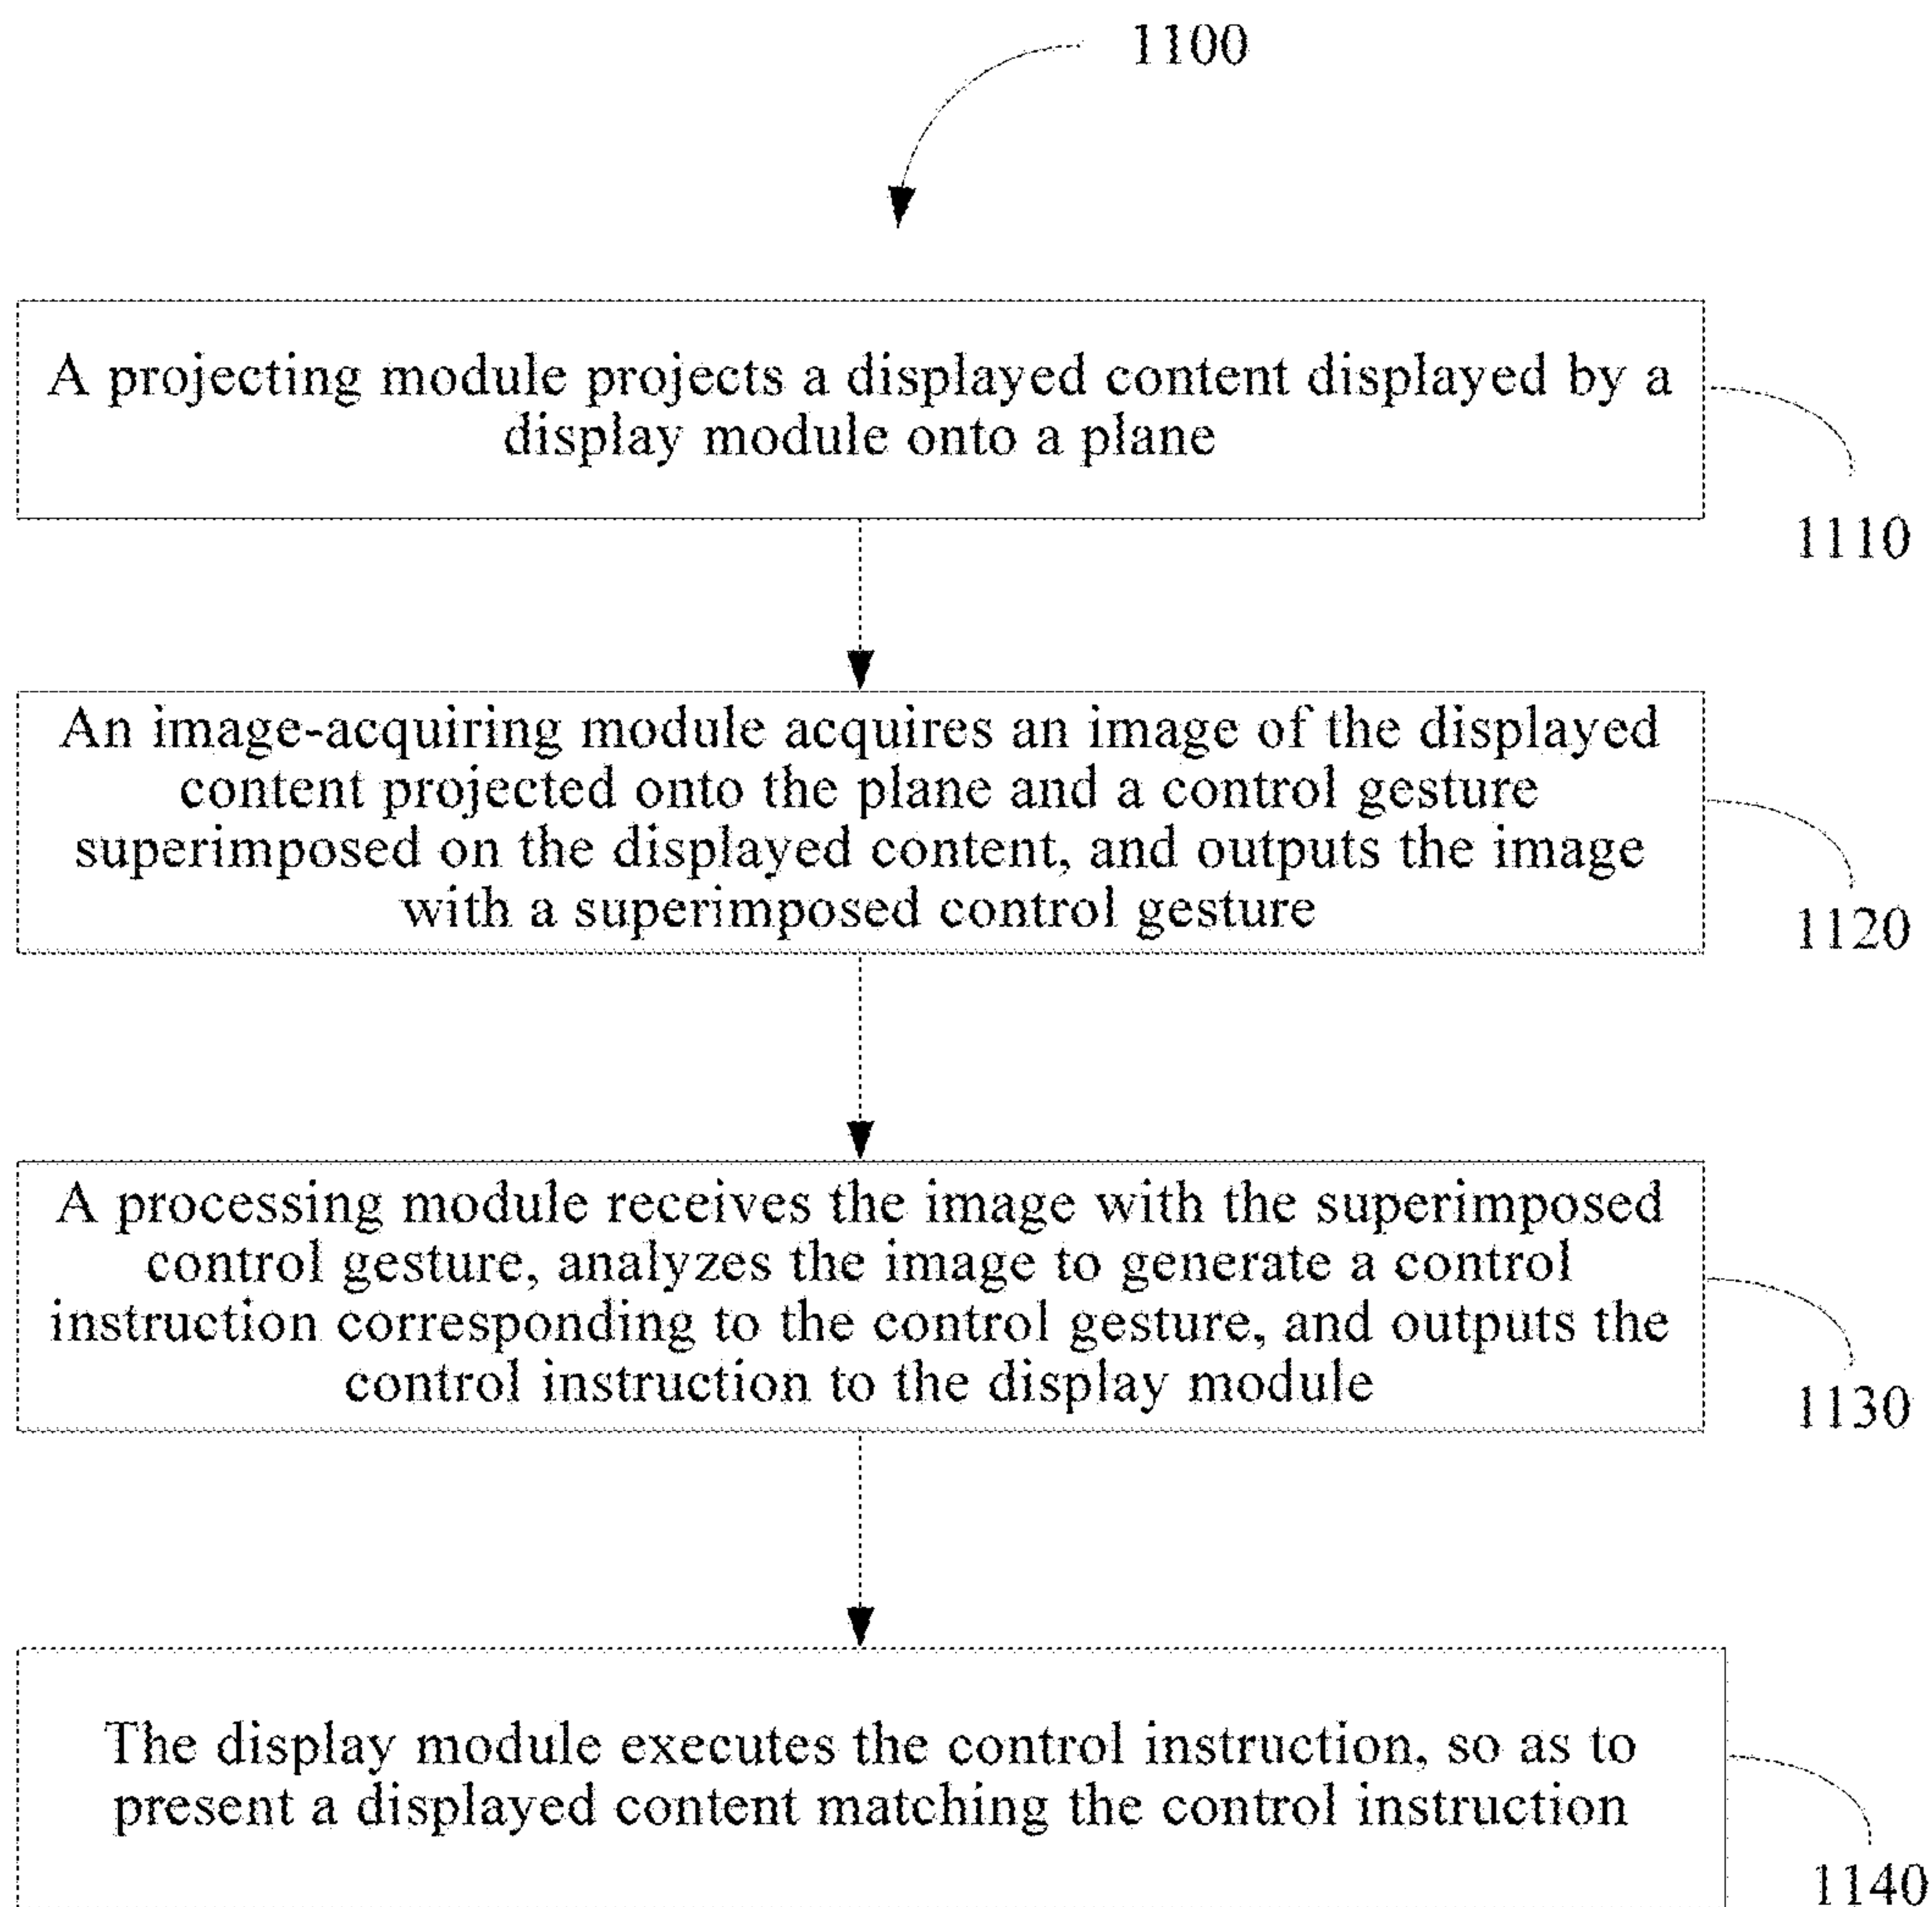 1100
A projecting module projects a displayed content displayed by a
display module onto a plane
1110
An image-acquiring module acquires an image of the displayed
content projected onto the plane and a control gesture
superimposed on the displayed content, and outputs the image
with a superimposed control gesture
1120
A processing module receives the image with the superimposed
control gesture, analyzes the image to generate a control
instruction corresponding to the control gesture, and outputs the
control instruction to the display module
1130
The display module executes the control instruction, so as to
present a displayed content matching the control instruction
1140